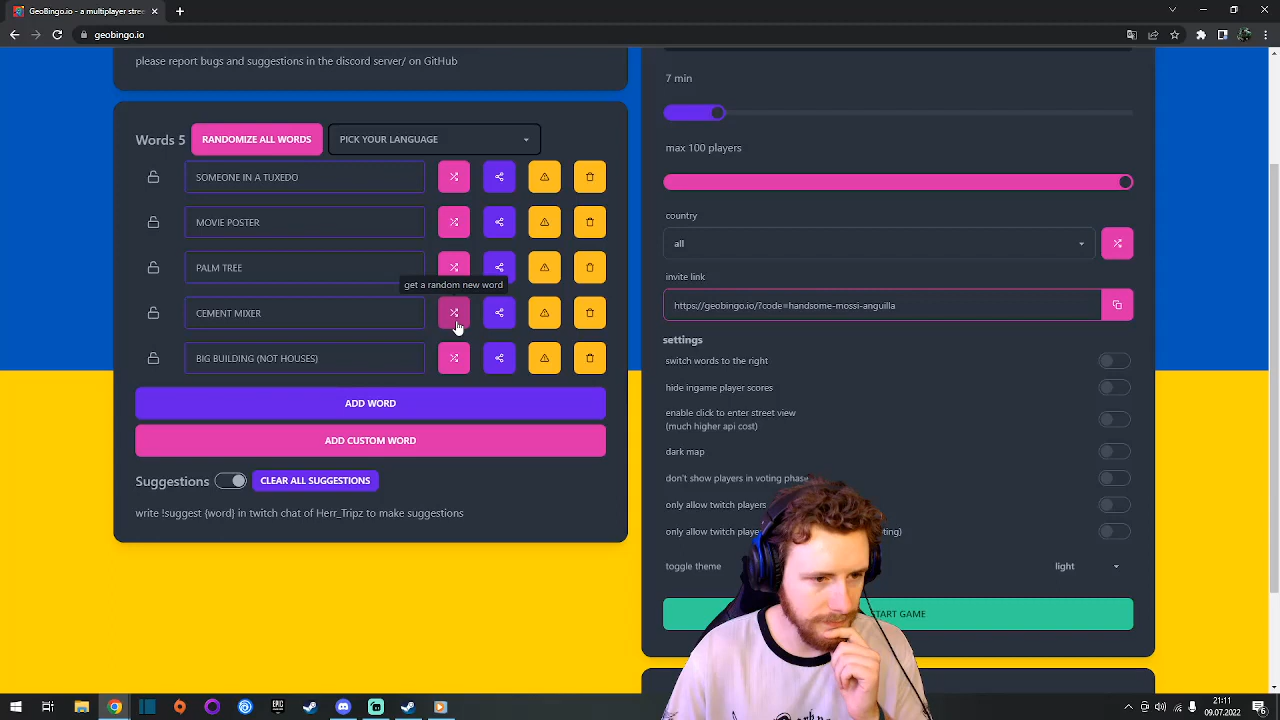 GeoBingo.io - a multiplayer stre
geobingo.io
please report bugs and suggestions in the discord server/ on GitHub
Words 5
RANDOMIZE ALL WORDS
PICK YOUR LANGUAGE
SOMEONE IN A TUXEDO
MOVIE POSTER
PALM TREE
get a random new word
CEMENT MIXER
BIG BUILDING (NOT HOUSES)
ADD WORD
ADD CUSTOM WORD
Suggestions
CLEAR ALL SUGGESTIONS
write !suggest {word} in twitch chat of Herr_Tripz to make suggestions
7 min
max 100 players
country
all
invite link
https://geobingo.io/?code=handsome-mossi-anguilla
settings
switch words to the right
hide ingame player scores
enable click to enter street view
(much higher api cost)
dark map
don't show players in voting phase
only allow twitch players
only allow twitch playe
ting)
toggle theme
light
START GAME
EPIC
21:11
09.07.2022